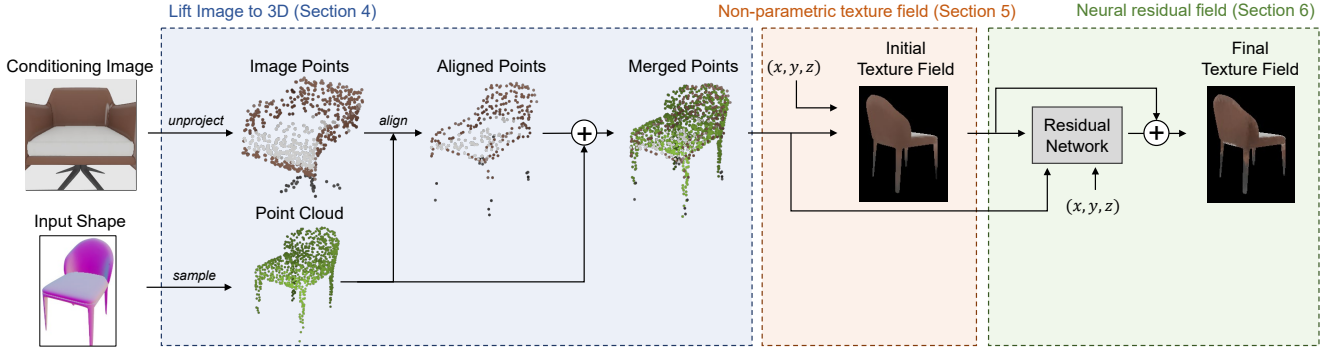 Lift Image to 3D (Section 4)
Non-parametric texture field (Section 5)
Neural residual field (Section 6)
Conditioning Image
Image Points
Aligned Points
Merged Points
(x, y, z)
Initial
Texture Field
Final
Texture Field
unproject
align
+
Residual
Network
+
Input Shape
Point Cloud
(x, y, z)
sample